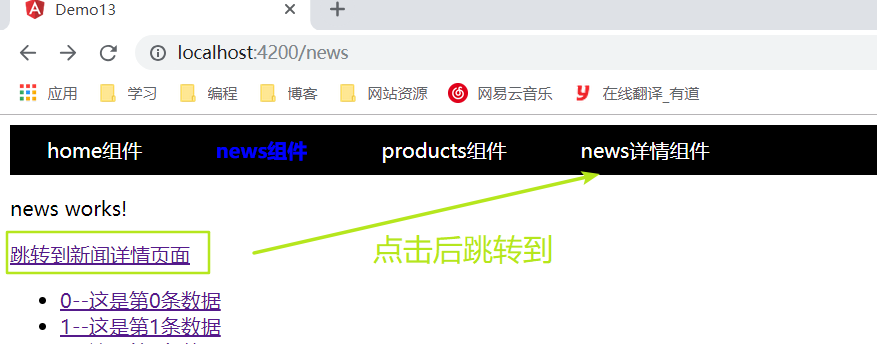 Demo13
localhost:4200/news
应用 学习 编程 博客 网站资源 网易云音乐 在线翻译_有道
home组件 news组件 products组件 news详情组件
news works!
跳转到新闻详情页面
点击后跳转到
0--这是第0条数据
1--这是第1条数据